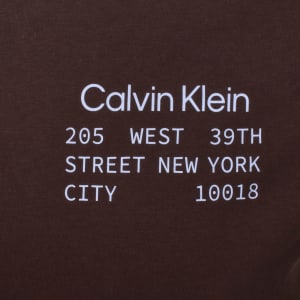 Calvin Klein
205 WEST 39TH
STREET NEW YORK
CITY 10018